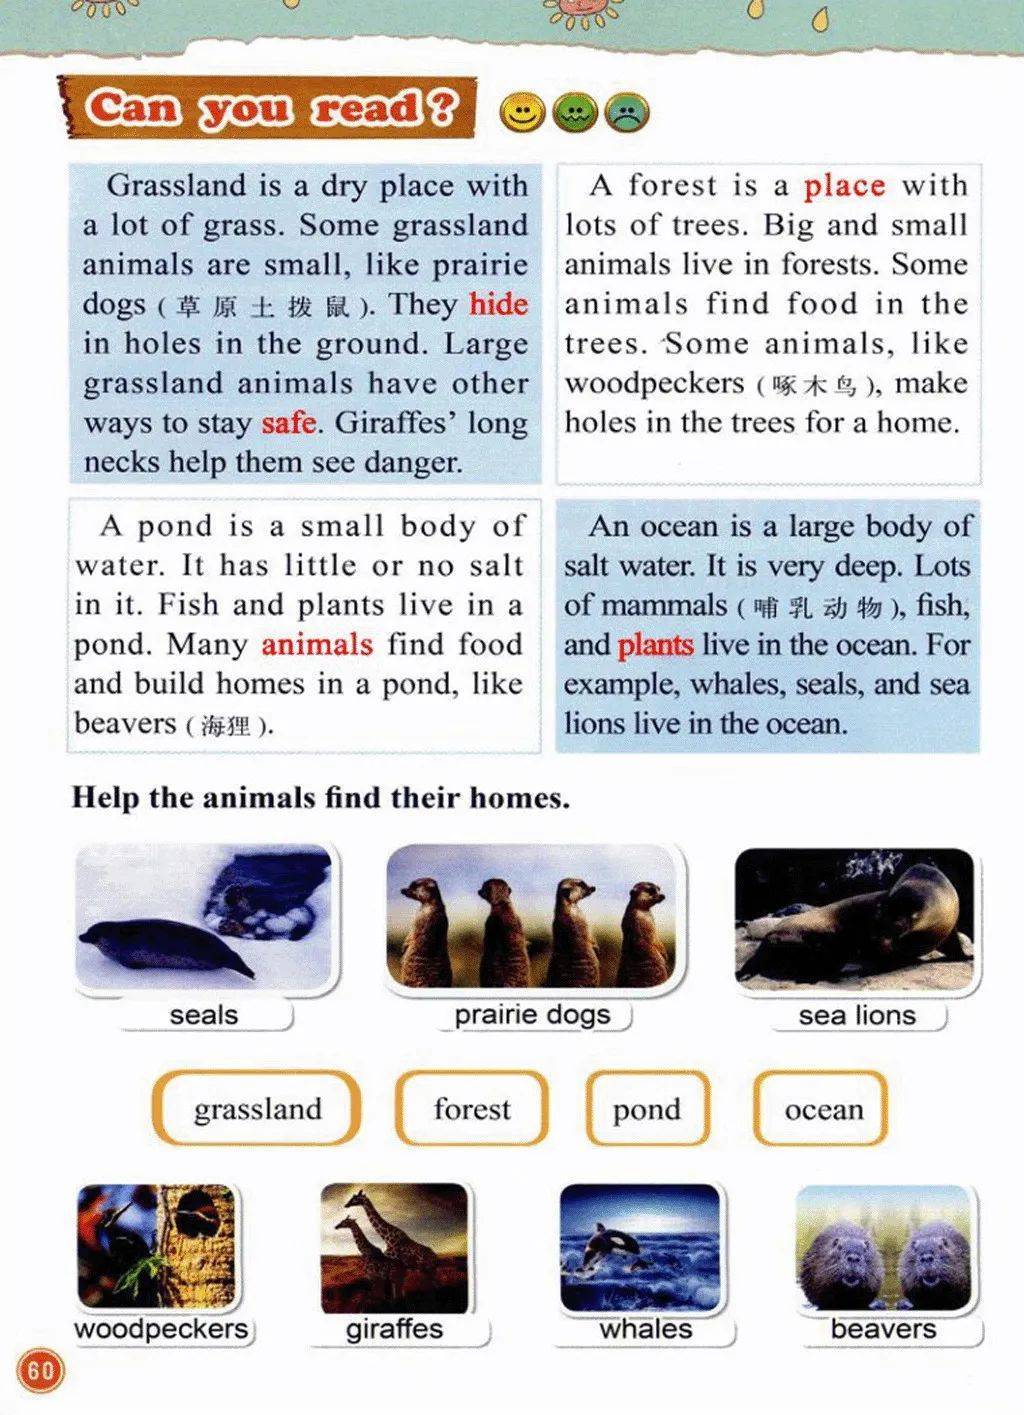 Can you read?
Grassland is a dry place with
a lot of grass. Some grassland
animals are small, like prairie
dogs (草原土拨鼠). They hide
in holes in the ground. Large
grassland animals have other
ways to stay safe. Giraffes’ long
necks help them see danger.
A forest is a place with
lots of trees. Big and small
animals live in forests. Some
animals find food in the
trees. Some animals, like
woodpeckers (啄木鸟), make
holes in the trees for a home.
A pond is a small body of
water. It has little or no salt
in it. Fish and plants live in a
pond. Many animals find food
and build homes in a pond, like
beavers (海狸).
An ocean is a large body of
salt water. It is very deep. Lots
of mammals (哺乳动物), fish,
and plants live in the ocean. For
example, whales, seals, and sea
lions live in the ocean.
Help the animals find their homes.
seals
prairie dogs
sea lions
grassland
forest
pond
ocean
woodpeckers
giraffes
whales
beavers
60